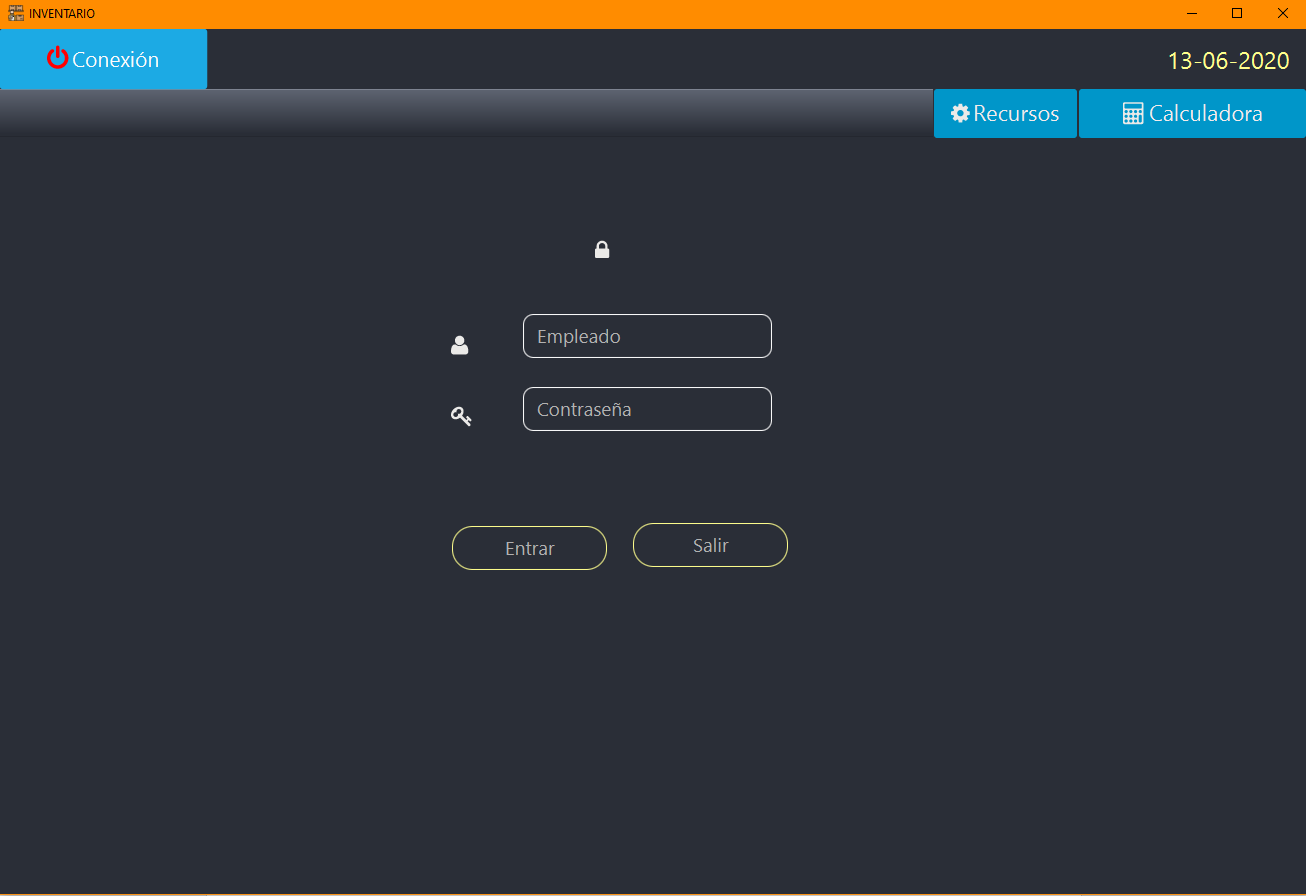 INVENTARIO
Conexión
13-06-2020
Recursos
Calculadora
Empleado
Contraseña
Entrar
Salir